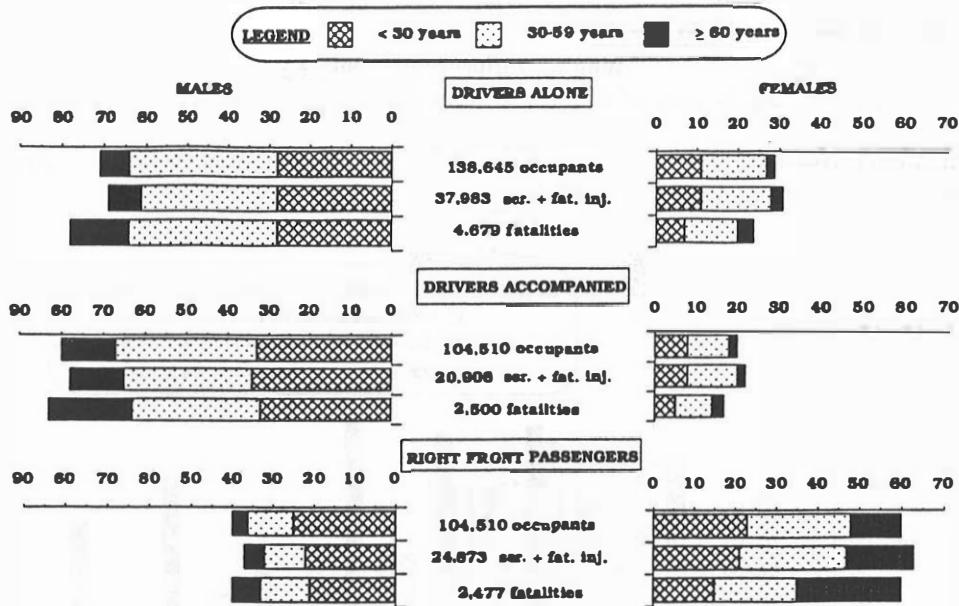 LEGEND < 30 years 30-59 years ≥ 60 years
MALES DRIVERS ALONE FEMALES
90 80 70 60 50 40 30 20 10 0 0 10 20 30 40 50 60 70
138,645 occupants
37,983 ser. + fat. inj.
4.679 fatalities
DRIVERS ACCOMPANIED
90 80 70 60 50 40 30 20 10 0 0 10 20 30 40 50 60 70
104,510 occupants
20,906 ser. + fat. inj.
2,500 fatalities
RIGHT FRONT PASSENGERS
90 80 70 60 50 40 30 20 10 0 0 10 20 30 40 50 60 70
104,510 occupants
24,873 ser. + fat. inj.
2,477 fatalities